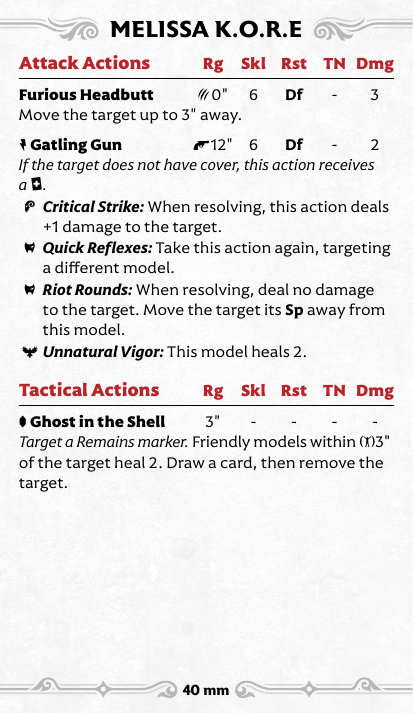 MELISSA K.O.R.E
Attack Actions Rg Skl Rst TN Dmg
Furious Headbutt 0" 6 Df - 3
Move the target up to 3" away.
Gatling Gun 12" 6 Df - 2
If the target does not have cover, this action receives
a .
Critical Strike: When resolving, this action deals
+1 damage to the target.
Quick Reflexes: Take this action again, targeting
a different model.
Riot Rounds: When resolving, deal no damage
to the target. Move the target its Sp away from
this model.
Unnatural Vigor: This model heals 2.
Tactical Actions Rg Skl Rst TN Dmg
Ghost in the Shell 3" - - - -
Target a Remains marker. Friendly models within 3"
of the target heal 2. Draw a card, then remove the
target.
40 mm